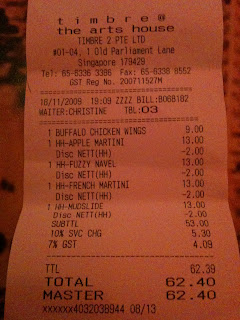 timbre @
the arts house
TIMBRE 2 PTE LTD
#01-04, 1 Old Parliament Lane
Singapore 179429
Tel: 65-6336 3386 Fax: 65-6338 8552
GST Reg No. 200711527M
18/11/2009 19:09 ZZZZ BILL:B068182
WAITER:CHRISTINE TBL:03
1 BUFFALO CHICKEN WINGS 9.00
1 HH-APPLE MARTINI 13.00
Disc NETT(HH) -2.00
1 HH-FUZZY NAVEL 13.00
Disc NETT(HH) -2.00
1 HH-FRENCH MARTINI 13.00
Disc NETT(HH) -2.00
1 HH-MUDSLIDE 13.00
Disc NETT(HH) -2.00
SUBTTL 53.00
10% SVC CHG 5.30
7% GST 4.09
TTL 62.39
TOTAL 62.40
MASTER 62.40
xxxxxx4032038944 08/13